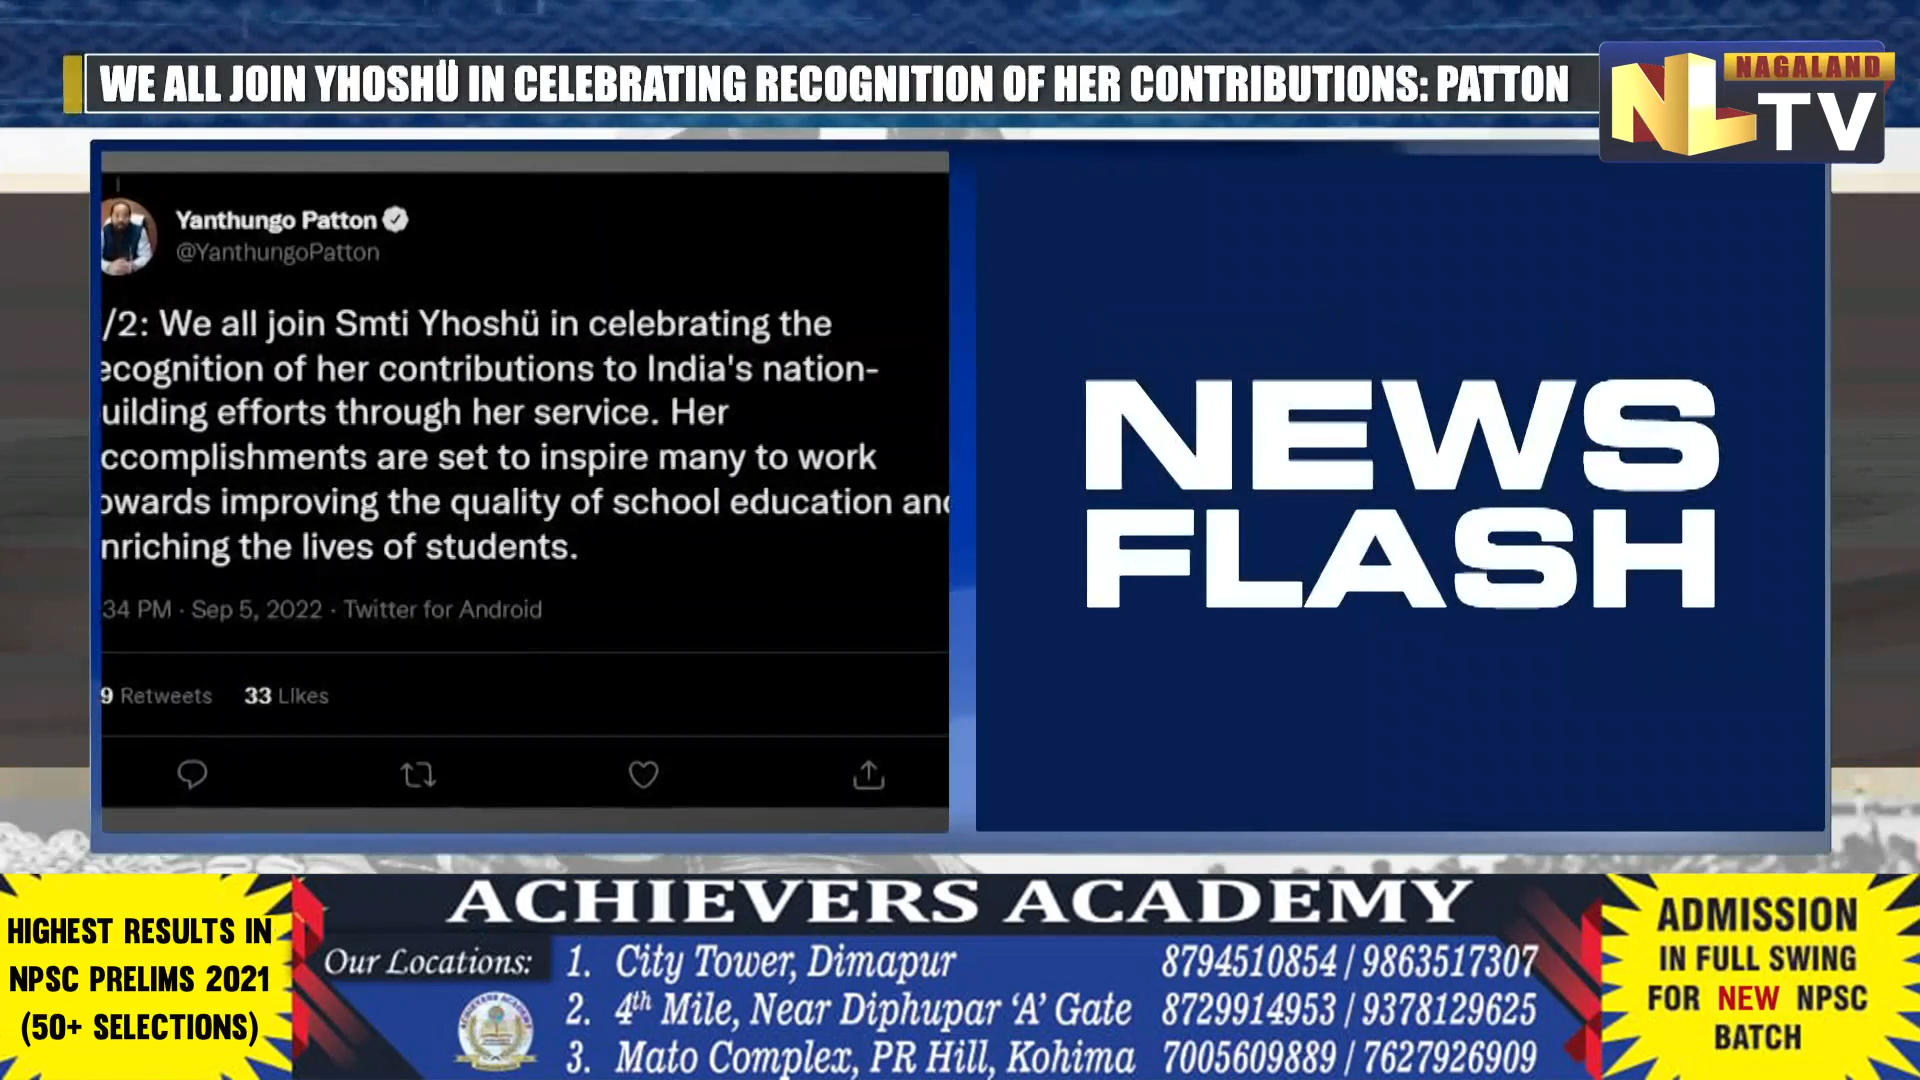 WE ALL JOIN YHOSHÜ IN CELEBRATING RECOGNITION OF HER CONTRIBUTIONS: PATTON
NL NAGALAND TV
Yanthungo Patton
@YanthungoPatton
/2: We all join Smti Yhoshü in celebrating the
ecognition of her contributions to India's nation-
uilding efforts through her service. Her
ccomplishments are set to inspire many to work
owards improving the quality of school education and
nriching the lives of students.
34 PM · Sep 5, 2022 · Twitter for Android
9 Retweets 33 Likes
NEWS
FLASH
HIGHEST RESULTS IN
NPSC PRELIMS 2021
(50+ SELECTIONS)
ACHIEVERS ACADEMY
Our Locations:
1. City Tower, Dimapur 8794510854 / 9863517307
2. 4th Mile, Near Diphupar 'A' Gate 8729914953 / 9378129625
3. Mato Complex, PR Hill, Kohima 7005609889 / 7627926909
ADMISSION
IN FULL SWING
FOR NEW NPSC
BATCH